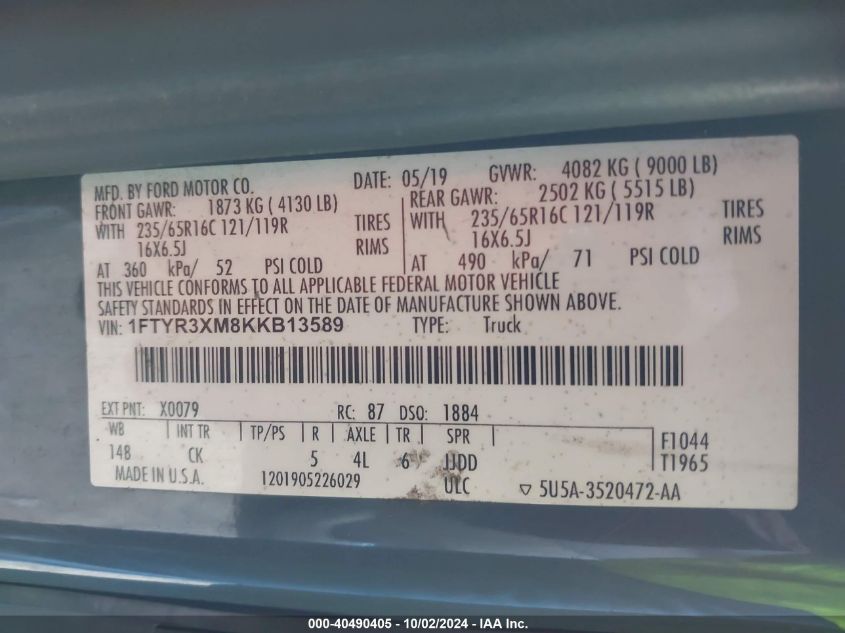 MFD. BY FORD MOTOR CO. DATE: 05/19 GVWR: 4082 KG ( 9000 LB)
FRONT GAWR: 1873 KG ( 4130 LB) REAR GAWR: 2502 KG ( 5515 LB)
WITH 235/65R16C 121/119R TIRES WITH 235/65R16C 121/119R TIRES
16X6.5J RIMS 16X6.5J RIMS
AT 360 kPa/ 52 PSI COLD AT 490 kPa/ 71 PSI COLD
THIS VEHICLE CONFORMS TO ALL APPLICABLE FEDERAL MOTOR VEHICLE
SAFETY STANDARDS IN EFFECT ON THE DATE OF MANUFACTURE SHOWN ABOVE.
VIN: 1FTYR3XM8KKB13589 TYPE: Truck
EXT PNT: X0079 RC: 87 DSO: 1884
WB INT TR TP/PS R AXLE TR SPR F1044
148 CK 5 4L 6 JJDD T1965
MADE IN U.S.A. 1201905226029 ULC 5U5A-3520472-AA
000-40490405 - 10/02/2024 - IAA Inc.